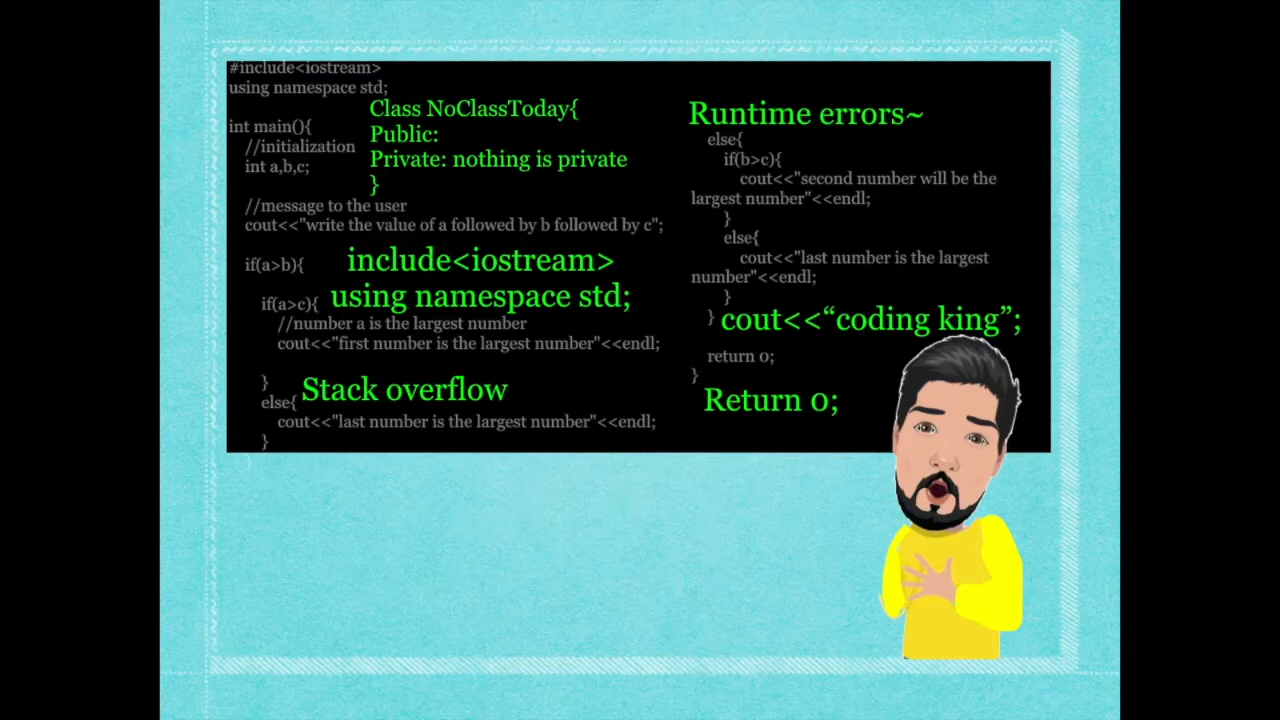 #include<iostream>
using namespace std;
Class NoClassToday{
int main(){
Public:
//initialization
Private: nothing is private
int a,b,c;
}
//message to the user
cout<<"write the value of a followed by b followed by c";
if(a>b){
include<iostream>
using namespace std;
if(a>c){
//number a is the largest number
cout<<"first number is the largest number"<<endl;
}
Stack overflow
else{
cout<<"last number is the largest number"<<endl;
}
}
Runtime errors~
else{
if(b>c){
cout<<"second number will be the
largest number"<<endl;
}
else{
cout<<"last number is the largest
number"<<endl;
}
}
cout<<“coding king”;
return 0;
}
Return 0;